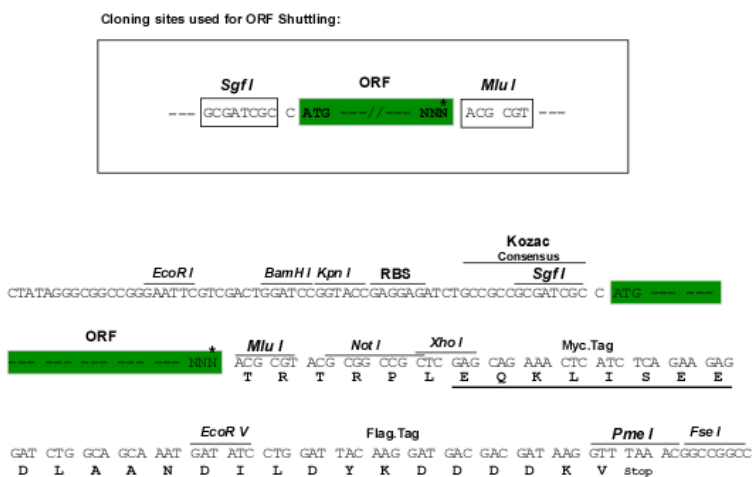 Cloning sites used for ORF Shuttling:
Sgf I ORF Mlu I
--- GCGATCGC C ATG ---//--- NNN* ACG CGT ---
Kozac
Consensus
EcoR I BamH I Kpn I RBS Sgf I
CTATAGGGCGGCCGGGAATTCGTCGACTGGATCCGGTACCGAGGAGATCTGCCGCCGCGATCGC C ATG --- ---
ORF Mlu I Not I Xho I Myc.Tag
--- --- --- --- --- NNN* ACG CGT ACG CGG CCG CTC GAG CAG AAA CTC ATC TCA GAA GAG
T R T R P L E Q K L I S E E
EcoR V Flag.Tag Pme I Fse I
GAT CTG GCA GCA AAT GAT ATC CTG GAT TAC AAG GAT GAC GAC GAT AAG GTT TAA ACGGCCGGCC
D L A A N D I L D Y K D D D D K V Stop